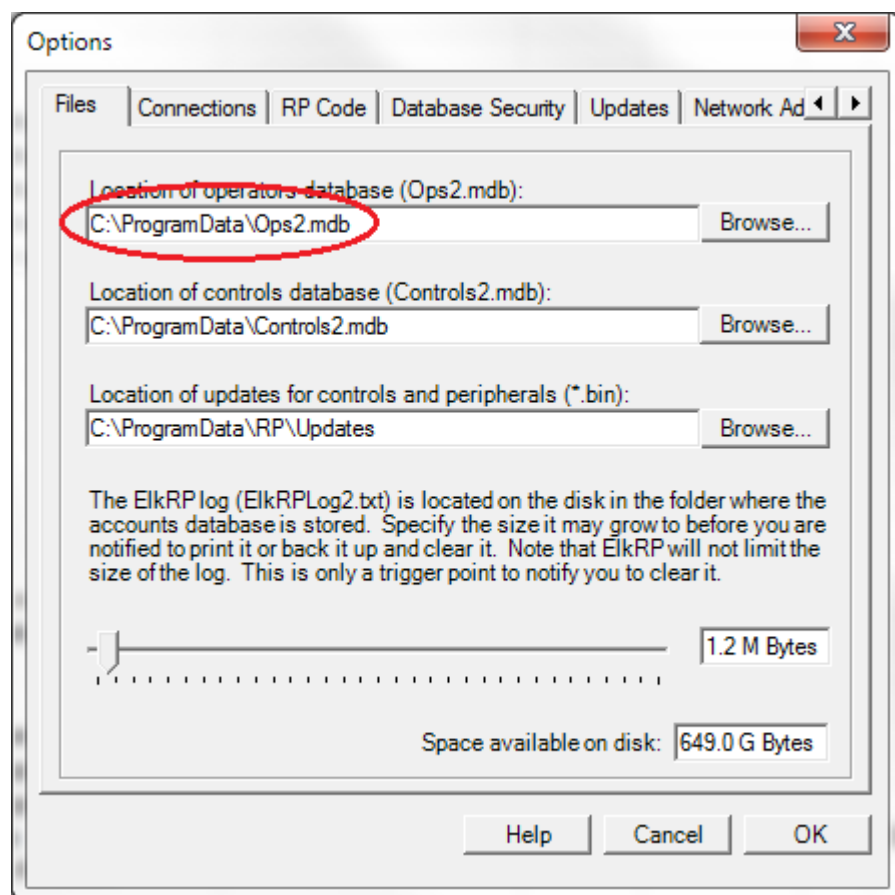 Options
Files Connections RP Code Database Security Updates Network Ad
Location of operators database (Ops2.mdb):
C:\ProgramData\Ops2.mdb Browse...
Location of controls database (Controls2.mdb):
C:\ProgramData\Controls2.mdb Browse...
Location of updates for controls and peripherals (*.bin):
C:\ProgramData\RP\Updates Browse...
The ElkRP log (ElkRPLog2.txt) is located on the disk in the folder where the
accounts database is stored. Specify the size it may grow to before you are
notified to print it or back it up and clear it. Note that ElkRP will not limit the
size of the log. This is only a trigger point to notify you to clear it.
1.2 M Bytes
Space available on disk: 649.0 G Bytes
Help Cancel OK